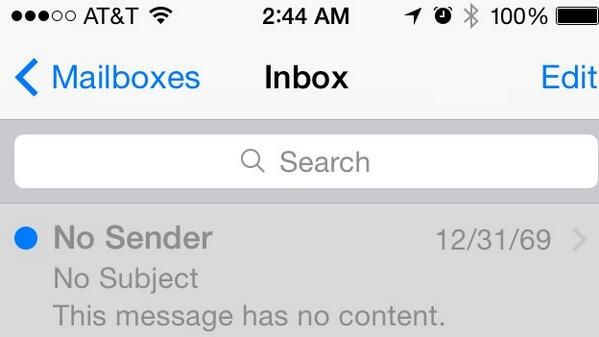 AT&T 2:44 AM 100%
Mailboxes Inbox Edit
Search
No Sender 12/31/69
No Subject
This message has no content.